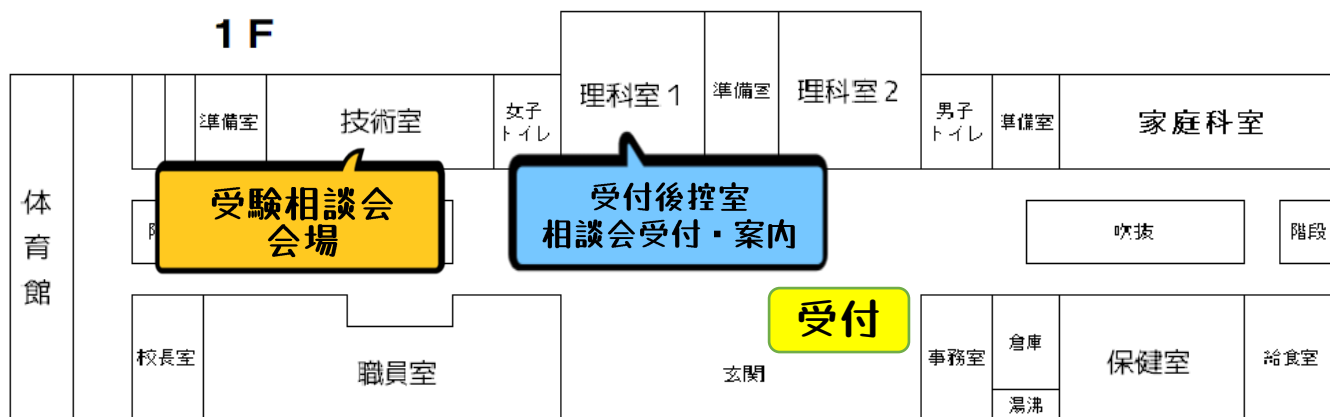 1F
準備室
技術室
女子
トイレ
理科室1
準備室
理科室2
男子
トイレ
準備室
家庭科室
体
育
館
受験相談会
会場
受付後控室
相談会受付・案内
吹抜
階段
受付
校長室
職員室
玄関
事務室
倉庫
湯沸
保健室
給食室